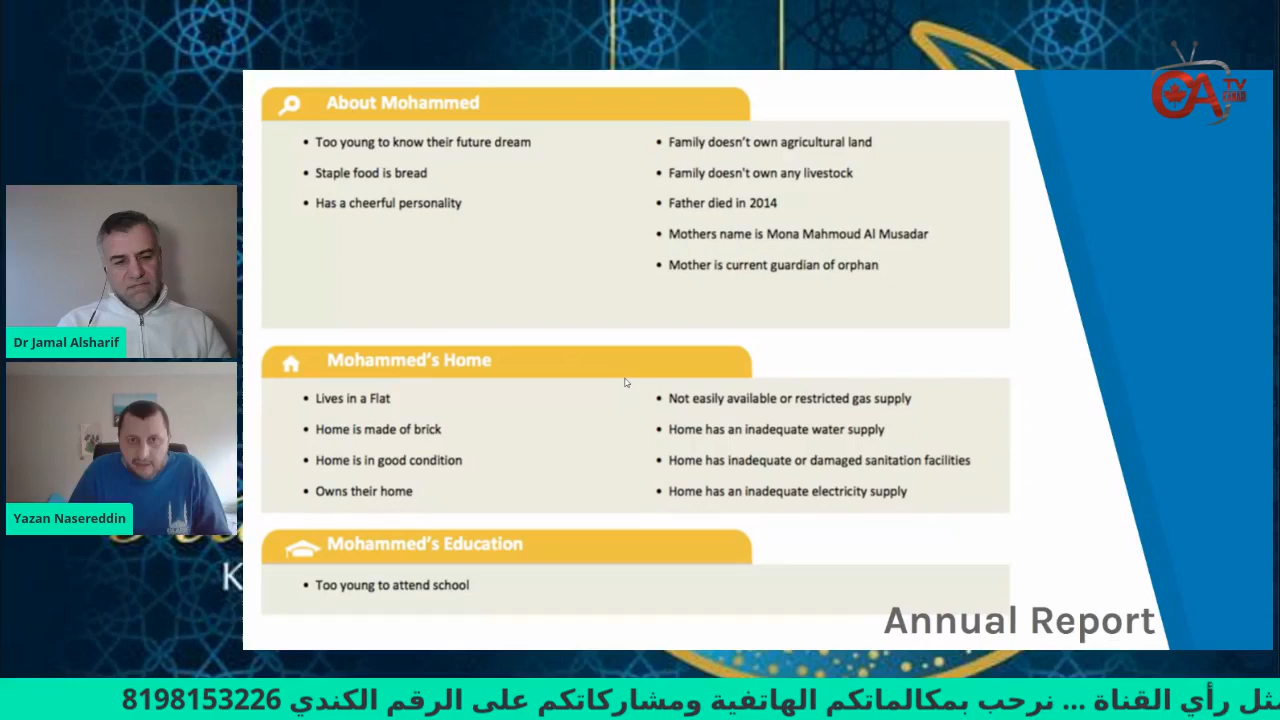 About Mohammed
• Too young to know their future dream
• Staple food is bread
• Has a cheerful personality
• Family doesn't own agricultural land
• Family doesn't own any livestock
• Father died in 2014
• Mothers name is Mona Mahmoud Al Musadar
• Mother is current guardian of orphan
Mohammed's Home
• Lives in a Flat
• Home is made of brick
• Home is in good condition
• Owns their home
• Not easily available or restricted gas supply
• Home has an inadequate water supply
• Home has inadequate or damaged sanitation facilities
• Home has an inadequate electricity supply
Mohammed's Education
• Too young to attend school
Annual Report
Dr Jamal Alsharif
Yazan Nasereddin
K
TV
رأي القناة ... نرحب بمكالماتكم الهاتفية ومشاركاتكم على الرقم الكندي 8198153226